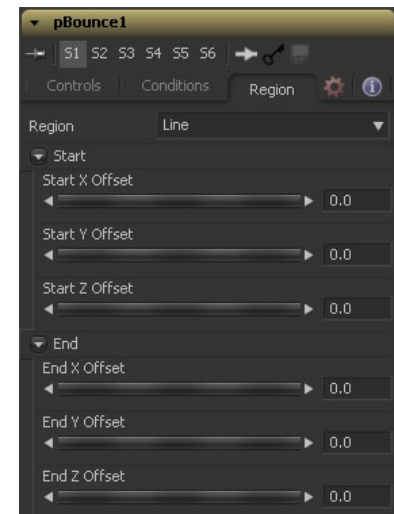 pBounce1
S1 S2 S3 S4 S5 S6
Controls Conditions Region
Region Line
Start
Start X Offset
0.0
Start Y Offset
0.0
Start Z Offset
0.0
End
End X Offset
0.0
End Y Offset
0.0
End Z Offset
0.0